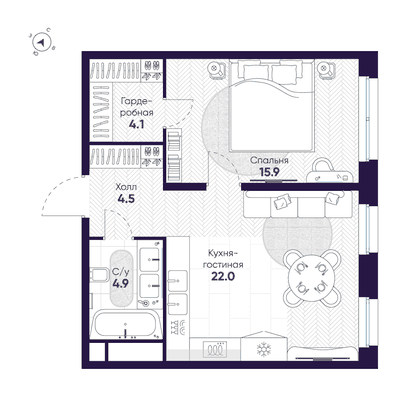 С
В
Ю
З
Гарде-
робная
4.1
Спальня
15.9
Холл
4.5
Кухня-
гостиная
22.0
С/у
4.9